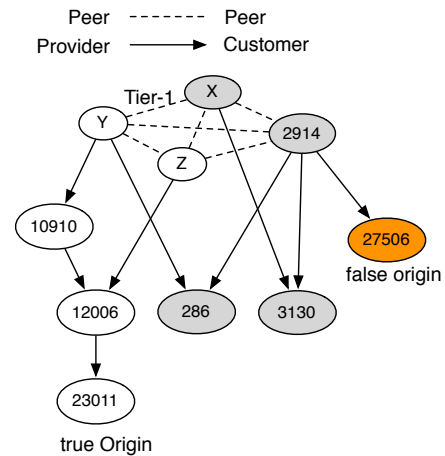 Peer Peer
Provider Customer
Tier-1 X
Y
2914
Z
10910
27506
false origin
12006 286 3130
23011
true Origin